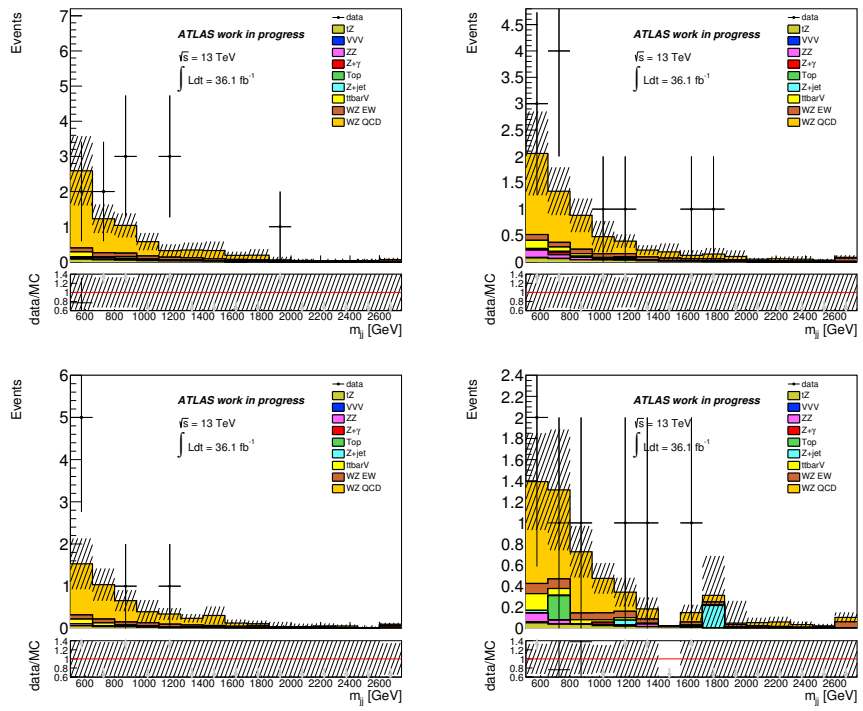 Events
7
6
5
4
3
2
1
0
ATLAS work in progress
√s = 13 TeV
∫ Ldt = 36.1 fb⁻¹
data
tZ
VVV
ZZ
Z+γ
Top
Z+jet
ttbarV
WZ EW
WZ QCD
data/MC
1.4
1.2
1
0.8
0.6
600 800 1000 1200 1400 1600 1800 2000 2200 2400 2600
m_jj [GeV]
Events
4.5
4
3.5
3
2.5
2
1.5
1
0.5
0
ATLAS work in progress
√s = 13 TeV
∫ Ldt = 36.1 fb⁻¹
data
tZ
VVV
ZZ
Z+γ
Top
Z+jet
ttbarV
WZ EW
WZ QCD
data/MC
1.4
1.2
1
0.8
0.6
600 800 1000 1200 1400 1600 1800 2000 2200 2400 2600
m_jj [GeV]
Events
6
5
4
3
2
1
0
ATLAS work in progress
√s = 13 TeV
∫ Ldt = 36.1 fb⁻¹
data
tZ
VVV
ZZ
Z+γ
Top
Z+jet
ttbarV
WZ EW
WZ QCD
data/MC
1.4
1.2
1
0.8
0.6
600 800 1000 1200 1400 1600 1800 2000 2200 2400 2600
m_jj [GeV]
Events
2.4
2.2
2
1.8
1.6
1.4
1.2
1
0.8
0.6
0.4
0.2
0
ATLAS work in progress
√s = 13 TeV
∫ Ldt = 36.1 fb⁻¹
data
tZ
VVV
ZZ
Z+γ
Top
Z+jet
ttbarV
WZ EW
WZ QCD
data/MC
1.4
1.2
1
0.8
0.6
600 800 1000 1200 1400 1600 1800 2000 2200 2400 2600
m_jj [GeV]